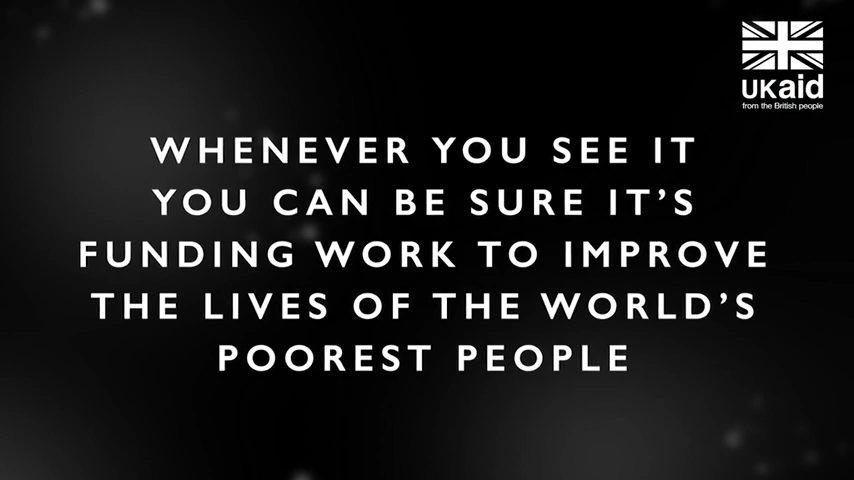 UKaid
from the British people
WHENEVER YOU SEE IT
YOU CAN BE SURE IT’S
FUNDING WORK TO IMPROVE
THE LIVES OF THE WORLD’S
POOREST PEOPLE